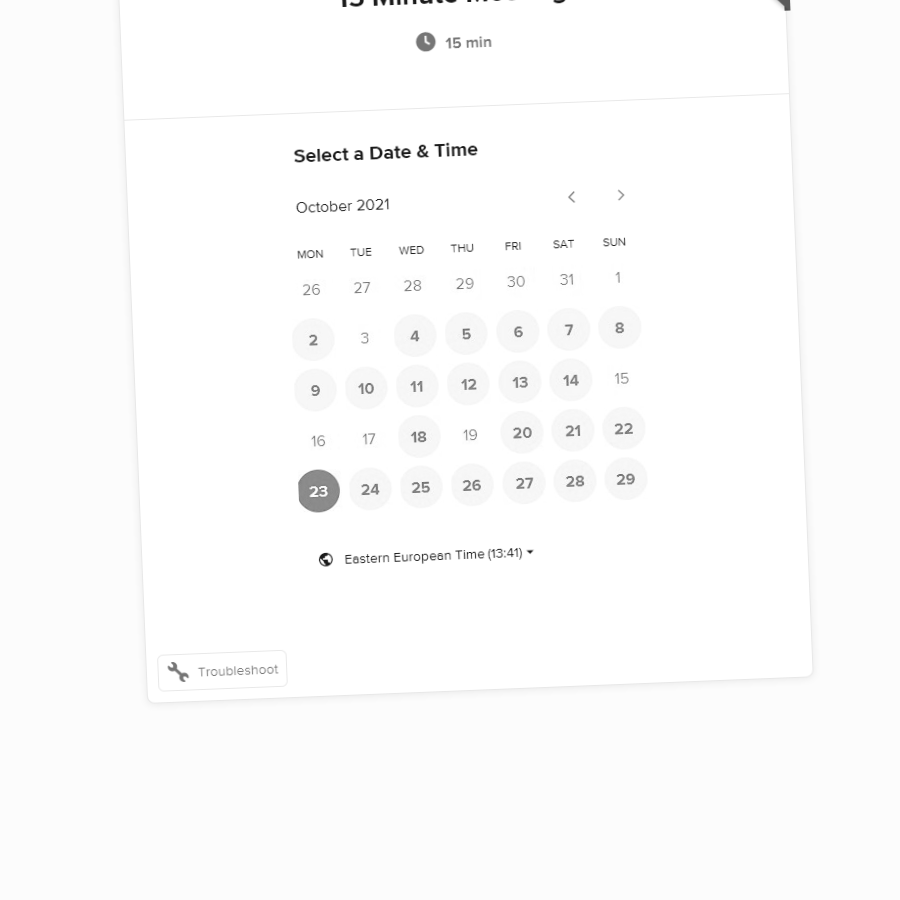 15 Minute Meeting
15 min
Select a Date & Time
October 2021
MON TUE WED THU FRI SAT SUN
26 27 28 29 30 31 1
2 3 4 5 6 7 8
9 10 11 12 13 14 15
16 17 18 19 20 21 22
23 24 25 26 27 28 29
Eastern European Time (13:41)
Troubleshoot